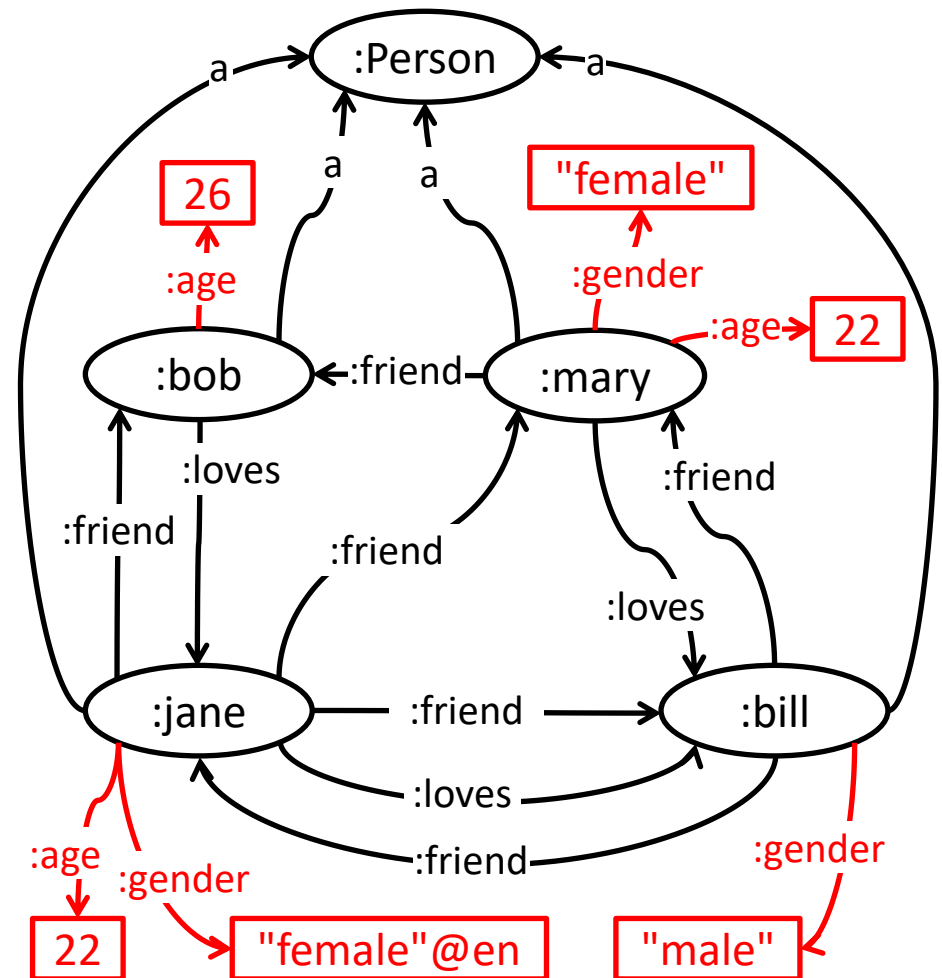 :Person
a
a
a
a
"female"
26
:gender
:age
:age
22
:bob
:friend
:mary
:loves
:friend
:friend
:friend
:loves
:jane
:friend
:bill
:loves
:age
:friend
:gender
:gender
22
"female"@en
"male"